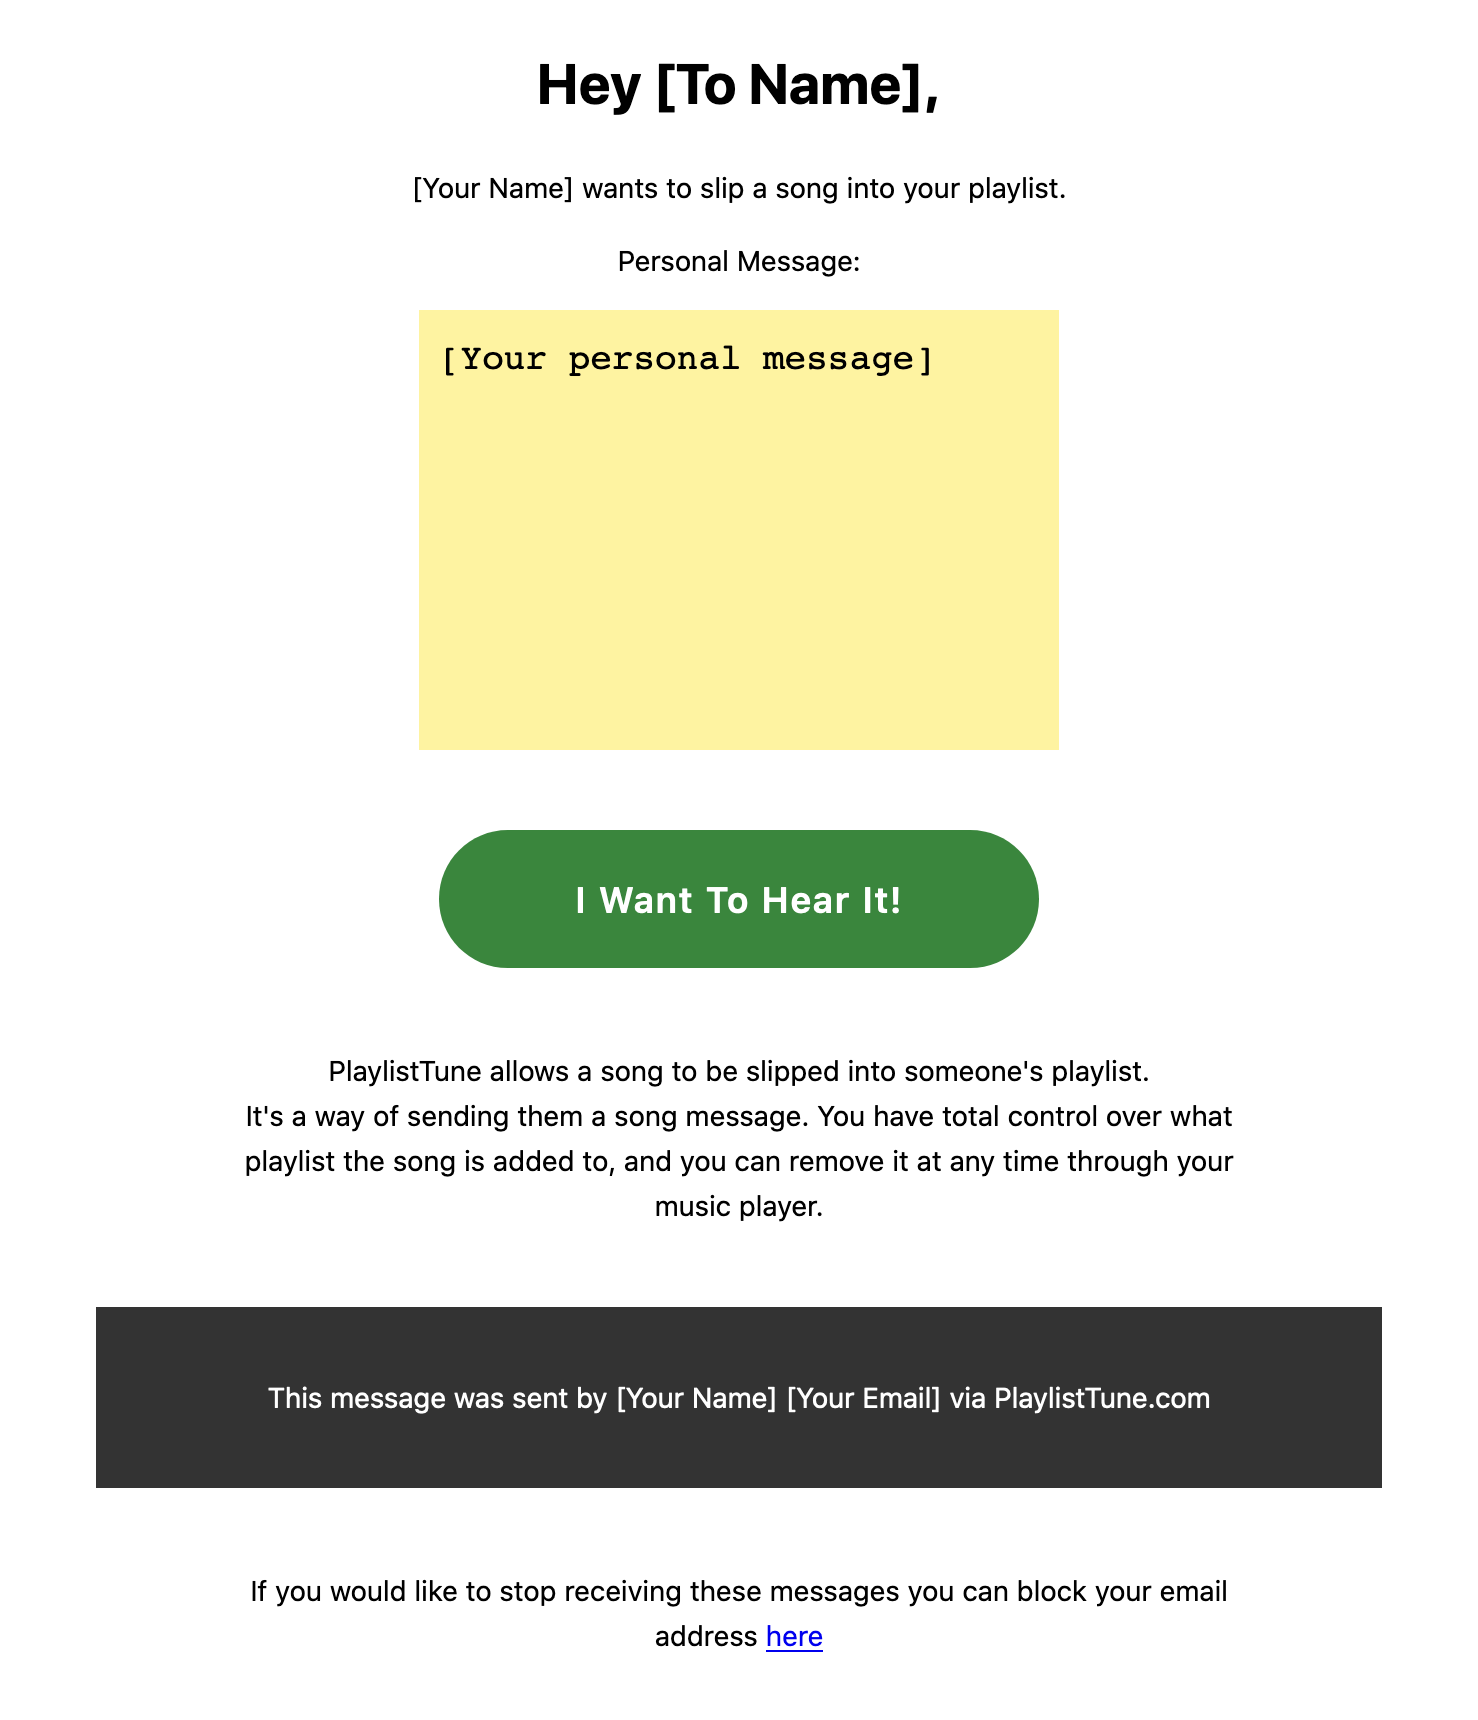 Hey [To Name],
[Your Name] wants to slip a song into your playlist.
Personal Message:
[Your personal message]
I Want To Hear It!
PlaylistTune allows a song to be slipped into someone's playlist.
It's a way of sending them a song message. You have total control over what
playlist the song is added to, and you can remove it at any time through your
music player.
This message was sent by [Your Name] [Your Email] via PlaylistTune.com
If you would like to stop receiving these messages you can block your email
address here